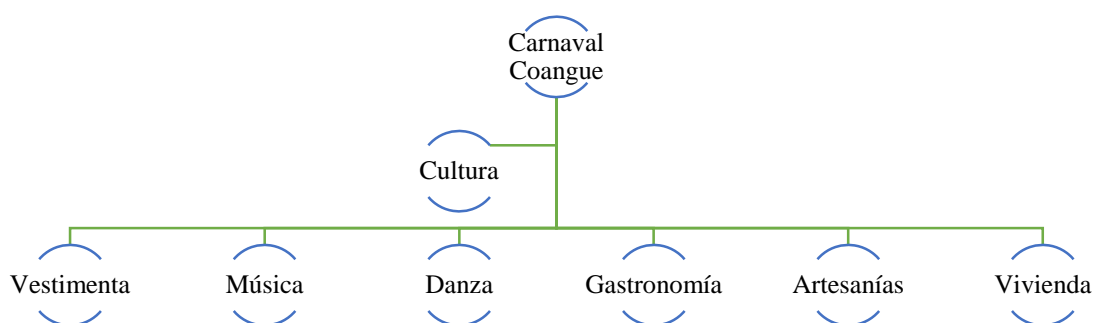 Carnaval
Coangue
Cultura
Vestimenta
Música
Danza
Gastronomía
Artesanías
Vivienda